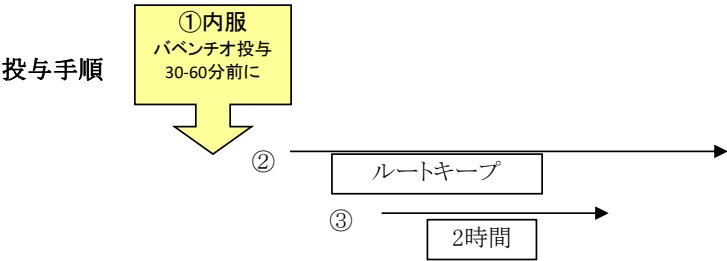 ①内服
バベンチオ投与
30-60分前に
投与手順
②
ルートキープ
③
2時間